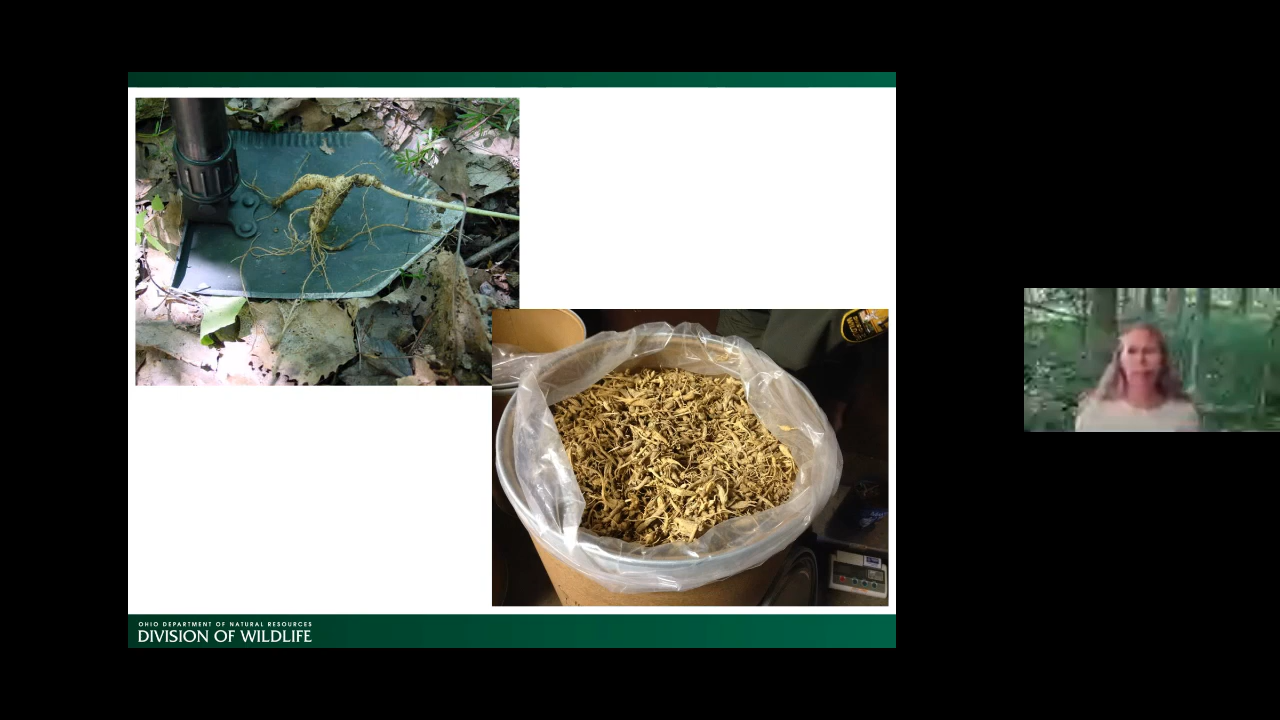 OHIO DEPARTMENT OF NATURAL RESOURCES
DIVISION OF WILDLIFE